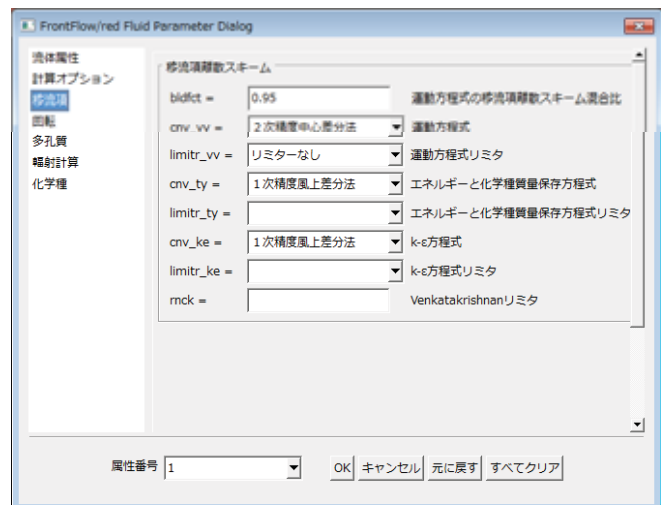 FrontFlow/red Fluid Parameter Dialog
流体属性
計算オプション
移流項
回転
多孔質
輻射計算
化学種
移流項離散スキーム
bldfct = 0.95 運動方程式の移流項離散スキーム混合比
cnv_vv = 2次精度中心差分法 運動方程式
limitr_vv = リミターなし 運動方程式リミタ
cnv_ty = 1次精度風上差分法 エネルギーと化学種質量保存方程式
limitr_ty = エネルギーと化学種質量保存方程式リミタ
cnv_ke = 1次精度風上差分法 k-ε方程式
limitr_ke = k-ε方程式リミタ
rnck = Venkatakrishnanリミタ
属性番号 1 OK キャンセル 元に戻す すべてクリア